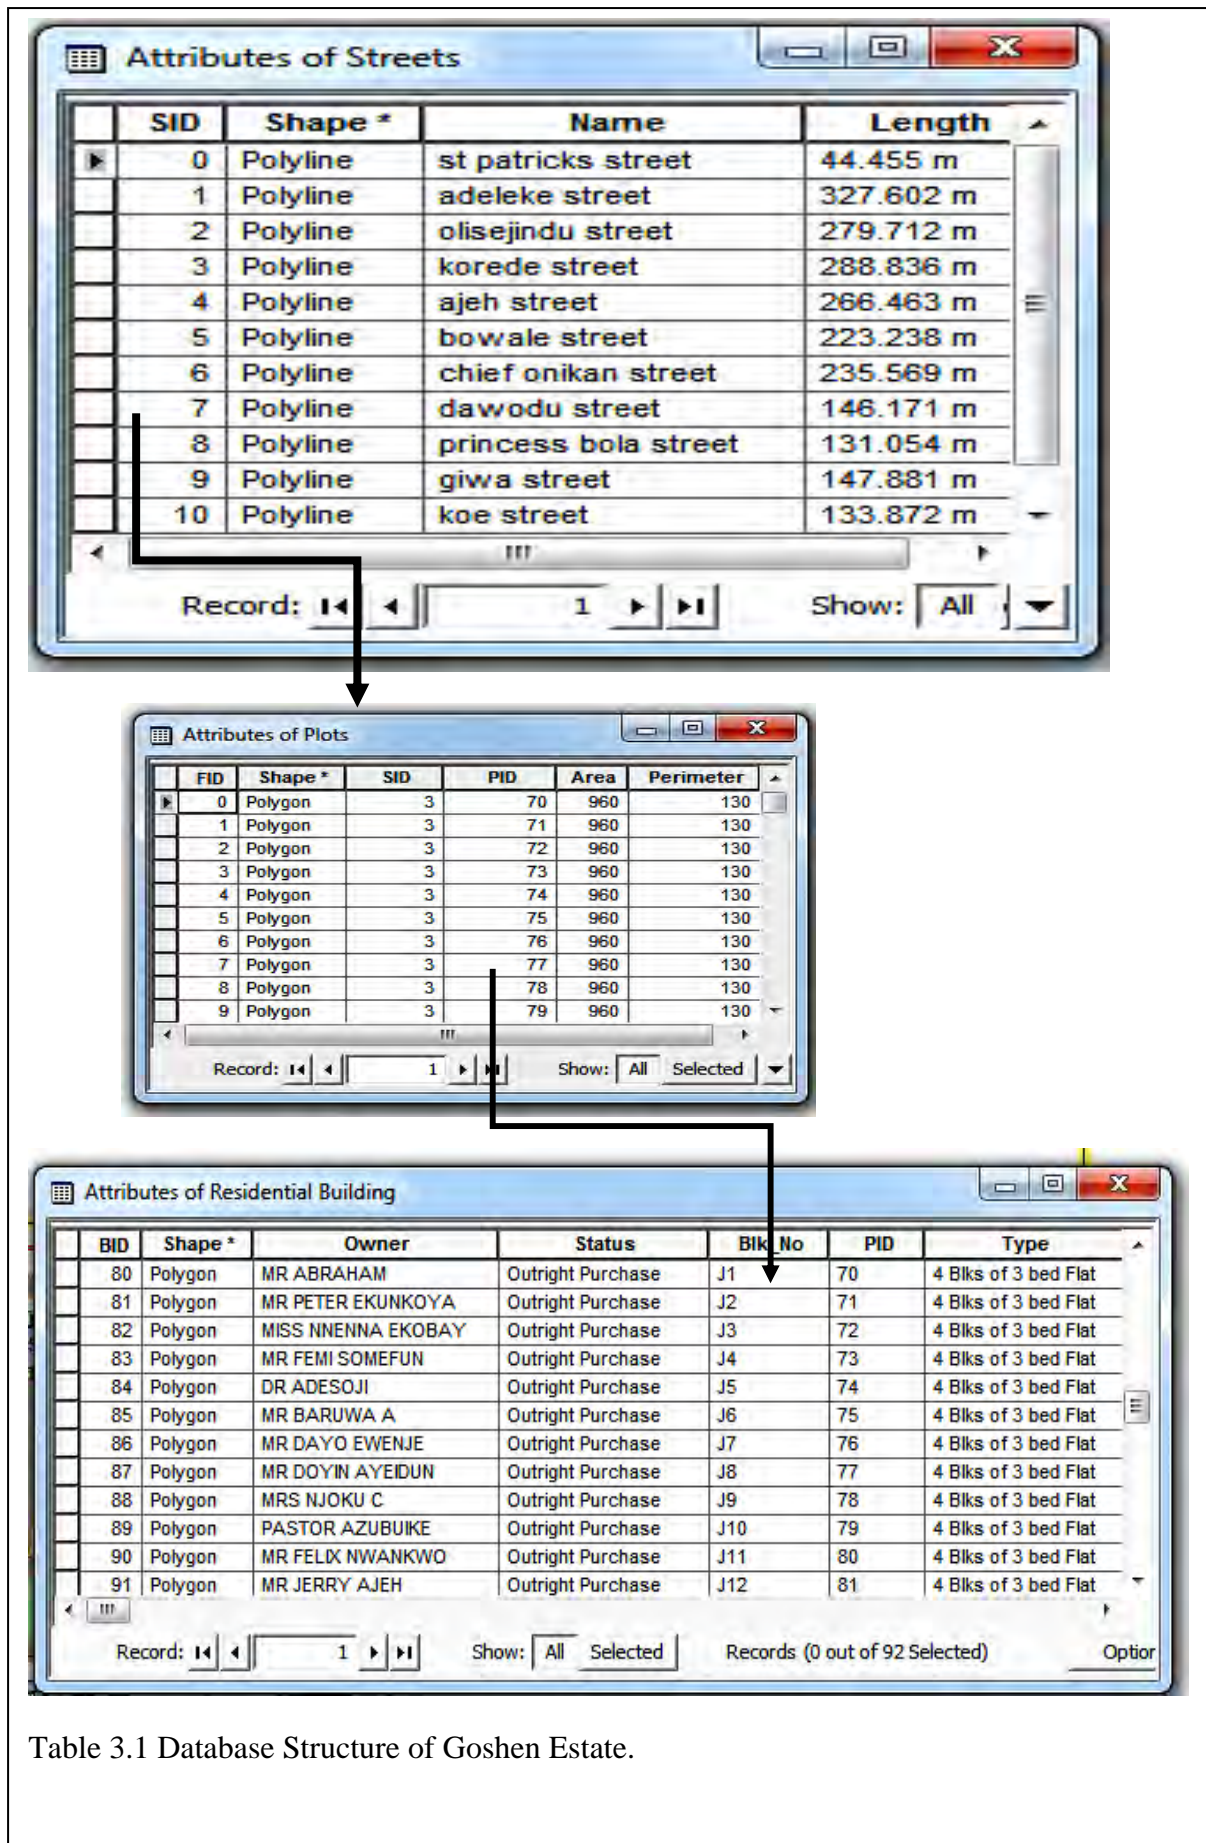 Attributes of Streets
SID Shape * Name Length
0 Polyline st patricks street 44.455 m
1 Polyline adeleke street 327.602 m
2 Polyline olisejindu street 279.712 m
3 Polyline korede street 288.836 m
4 Polyline ajeh street 266.463 m
5 Polyline bowale street 223.238 m
6 Polyline chief onikan street 235.569 m
7 Polyline dawodu street 146.171 m
8 Polyline princess bola street 131.054 m
9 Polyline giwa street 147.881 m
10 Polyline koe street 133.872 m
Record: 1 Show: All
Attributes of Plots
FID Shape * SID PID Area Perimeter
0 Polygon 3 70 960 130
1 Polygon 3 71 960 130
2 Polygon 3 72 960 130
3 Polygon 3 73 960 130
4 Polygon 3 74 960 130
5 Polygon 3 75 960 130
6 Polygon 3 76 960 130
7 Polygon 3 77 960 130
8 Polygon 3 78 960 130
9 Polygon 3 79 960 130
Record: 1 Show: All Selected
Attributes of Residential Building
BID Shape * Owner Status Blk_No PID Type
80 Polygon MR ABRAHAM Outright Purchase J1 70 4 Blks of 3 bed Flat
81 Polygon MR PETER EKUNKOYA Outright Purchase J2 71 4 Blks of 3 bed Flat
82 Polygon MISS NNENNA EKOBAY Outright Purchase J3 72 4 Blks of 3 bed Flat
83 Polygon MR FEMI SOMEFUN Outright Purchase J4 73 4 Blks of 3 bed Flat
84 Polygon DR ADESOJI Outright Purchase J5 74 4 Blks of 3 bed Flat
85 Polygon MR BARUWA A Outright Purchase J6 75 4 Blks of 3 bed Flat
86 Polygon MR DAYO EWENJE Outright Purchase J7 76 4 Blks of 3 bed Flat
87 Polygon MR DOYIN AYEIDUN Outright Purchase J8 77 4 Blks of 3 bed Flat
88 Polygon MRS NJOKU C Outright Purchase J9 78 4 Blks of 3 bed Flat
89 Polygon PASTOR AZUBUIKE Outright Purchase J10 79 4 Blks of 3 bed Flat
90 Polygon MR FELIX NWANKWO Outright Purchase J11 80 4 Blks of 3 bed Flat
91 Polygon MR JERRY AJEH Outright Purchase J12 81 4 Blks of 3 bed Flat
Record: 1 Show: All Selected Records (0 out of 92 Selected) Optior
Table 3.1 Database Structure of Goshen Estate.